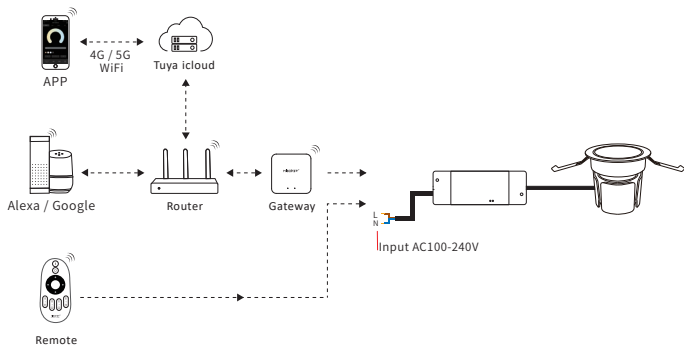 4G / 5G
WiFi
Tuya icloud
APP
Alexa / Google
Router
Gateway
L
N
Input AC100-240V
Remote